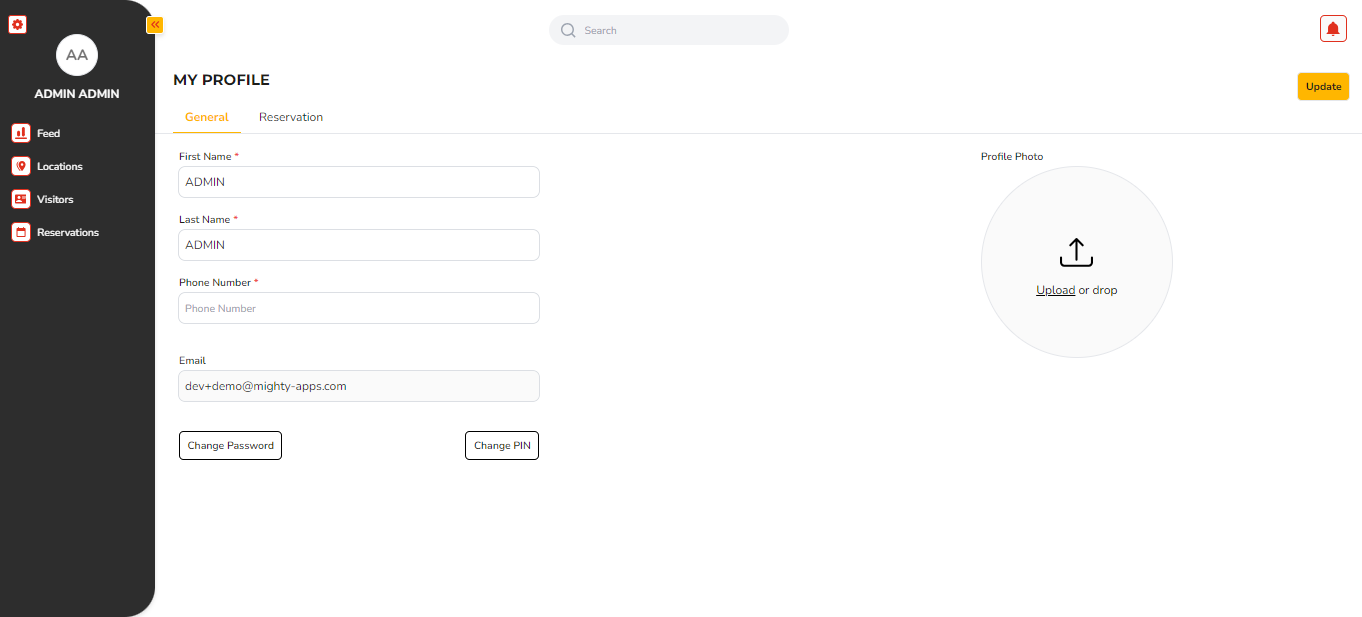 Search
AA
ADMIN ADMIN
Feed
Locations
Visitors
Reservations
MY PROFILE
Update
General
Reservation
First Name *
ADMIN
Last Name *
ADMIN
Phone Number *
Phone Number
Email
dev+demo@mighty-apps.com
Change Password
Change PIN
Profile Photo
Upload or drop